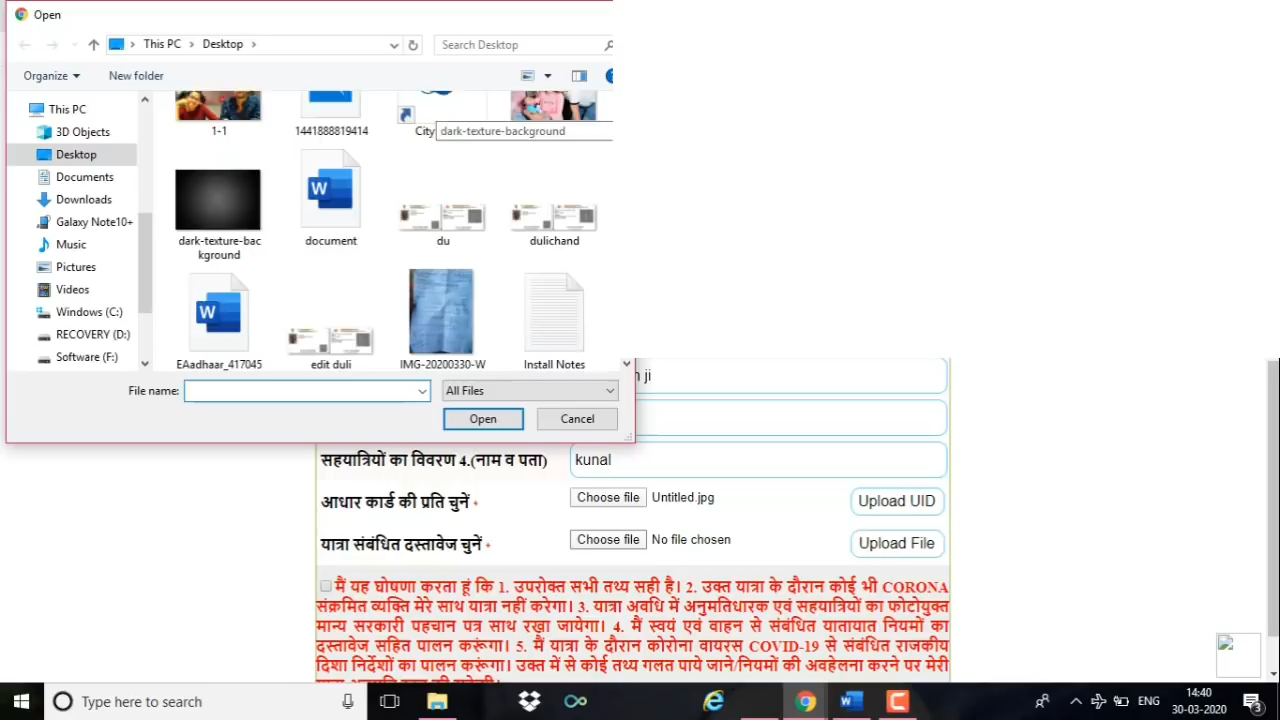 Open
This PC > Desktop >
Search Desktop
Organize
New folder
This PC
3D Objects
Desktop
Documents
Downloads
Galaxy Note10+
Music
Pictures
Videos
Windows (C:)
RECOVERY (D:)
Software (F:)
1-1
1441888819414
City
dark-texture-background
dark-texture-bac
kground
document
du
dulichand
EAadhaar_417045
edit duli
IMG-20200330-W
Install Notes
File name:
All Files
Open
Cancel
ji
सहयात्रियों का विवरण 4.(नाम व पता)
kunal
आधार कार्ड की प्रति चुनें *
Choose file Untitled.jpg
Upload UID
यात्रा संबंधित दस्तावेज चुनें *
Choose file No file chosen
Upload File
मैं यह घोषणा करता हूं कि 1. उपरोक्त सभी तथ्य सही है। 2. उक्त यात्रा के दौरान कोई भी CORONA
संक्रमित व्यक्ति मेरे साथ यात्रा नहीं करेगा। 3. यात्रा अवधि में अनुमतिधारक एवं सहयात्रियों का फोटोयुक्त
मान्य सरकारी पहचान पत्र साथ रखा जायेगा। 4. मैं स्वयं एवं वाहन से संबंधित यातायात नियमों का
दस्तावेज सहित पालन करूंगा। 5. मैं यात्रा के दौरान कोरोना वायरस COVID-19 से संबंधित राजकीय
दिशा निर्देशों का पालन करूंगा। उक्त में से कोई तथ्य गलत पाये जाने/नियमों की अवहेलना करने पर मेरी
Type here to search
ENG
14:40
30-03-2020
3